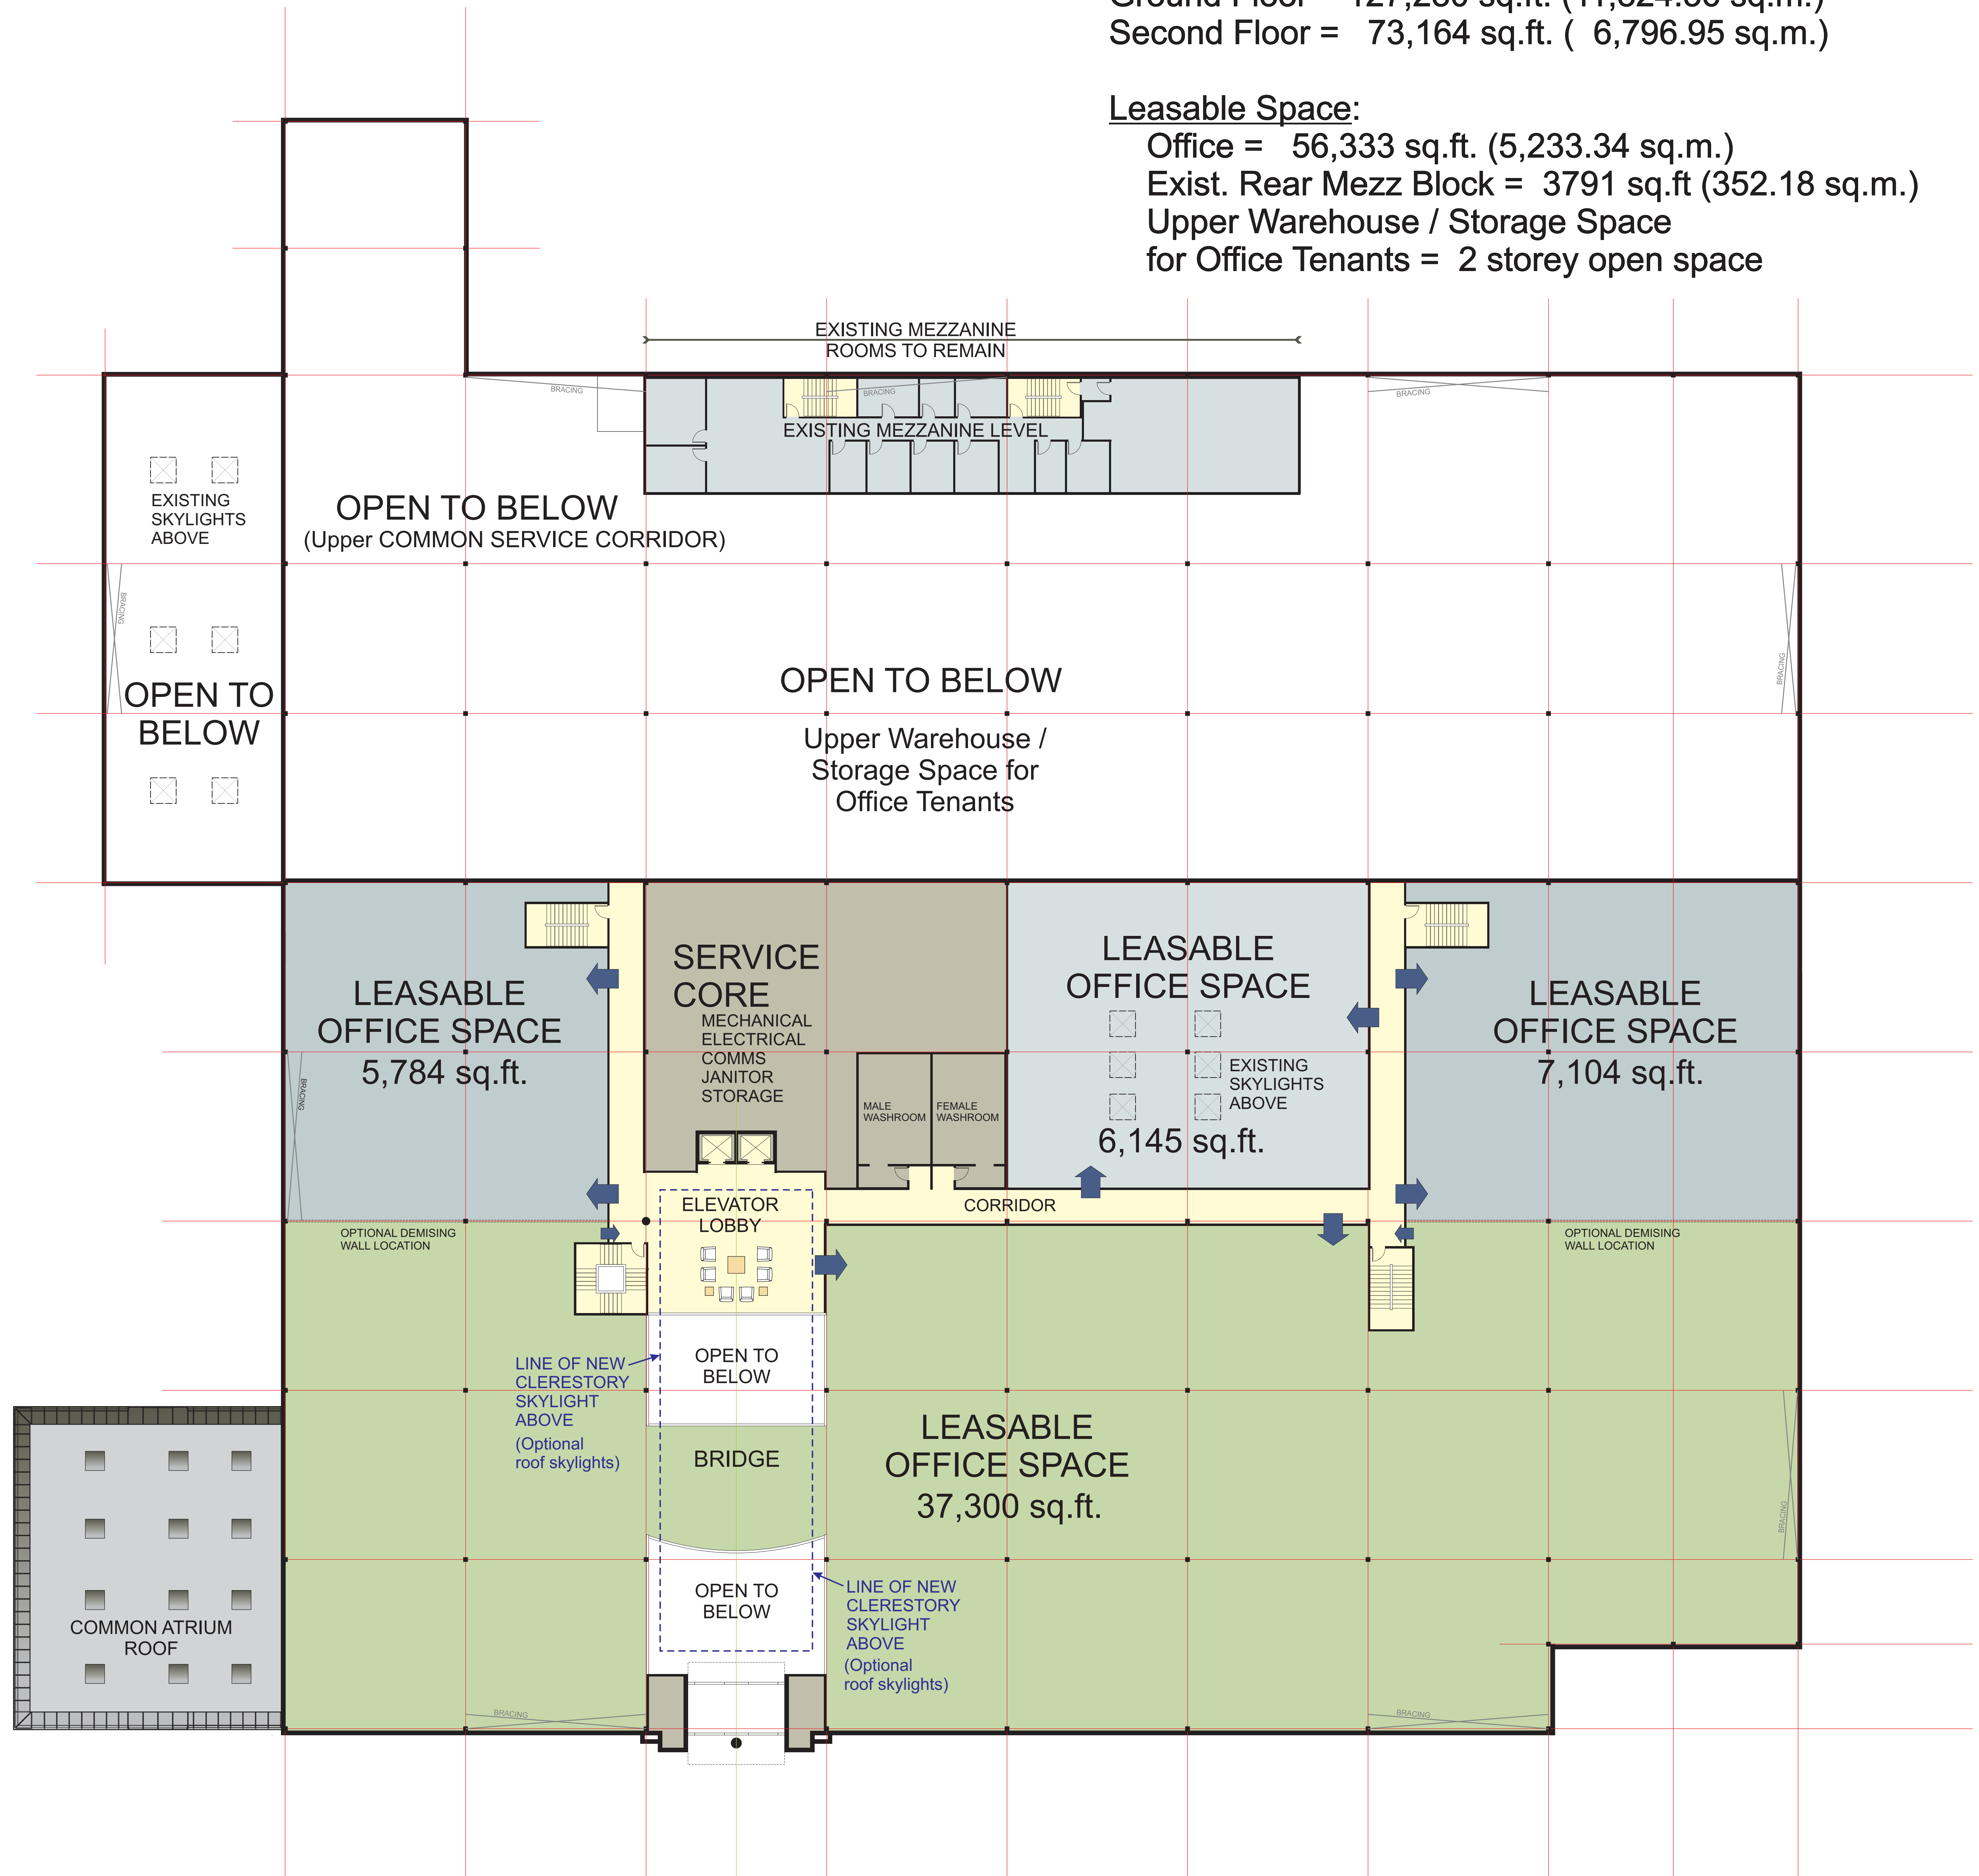 Second Floor = 73,164 sq.ft. ( 6,796.95 sq.m.)
Leasable Space:
Office = 56,333 sq.ft. (5,233.34 sq.m.)
Exist. Rear Mezz Block = 3791 sq.ft (352.18 sq.m.)
Upper Warehouse / Storage Space
for Office Tenants = 2 storey open space
EXISTING MEZZANINE
ROOMS TO REMAIN
BRACING
BRACING
BRACING
EXISTING MEZZANINE LEVEL
EXISTING
SKYLIGHTS
ABOVE
OPEN TO BELOW
(Upper COMMON SERVICE CORRIDOR)
BRACING
BRACING
OPEN TO
BELOW
OPEN TO BELOW
Upper Warehouse /
Storage Space for
Office Tenants
LEASABLE
OFFICE SPACE
5,784 sq.ft.
BRACING
SERVICE
CORE
MECHANICAL
ELECTRICAL
COMMS
JANITOR
STORAGE
MALE
WASHROOM
FEMALE
WASHROOM
LEASABLE
OFFICE SPACE
EXISTING
SKYLIGHTS
ABOVE
6,145 sq.ft.
LEASABLE
OFFICE SPACE
7,104 sq.ft.
ELEVATOR
LOBBY
CORRIDOR
OPTIONAL DEMISING
WALL LOCATION
OPTIONAL DEMISING
WALL LOCATION
LINE OF NEW
CLERESTORY
SKYLIGHT
ABOVE
(Optional
roof skylights)
OPEN TO
BELOW
BRIDGE
LEASABLE
OFFICE SPACE
37,300 sq.ft.
BRACING
OPEN TO
BELOW
LINE OF NEW
CLERESTORY
SKYLIGHT
ABOVE
(Optional
roof skylights)
COMMON ATRIUM
ROOF
BRACING
BRACING